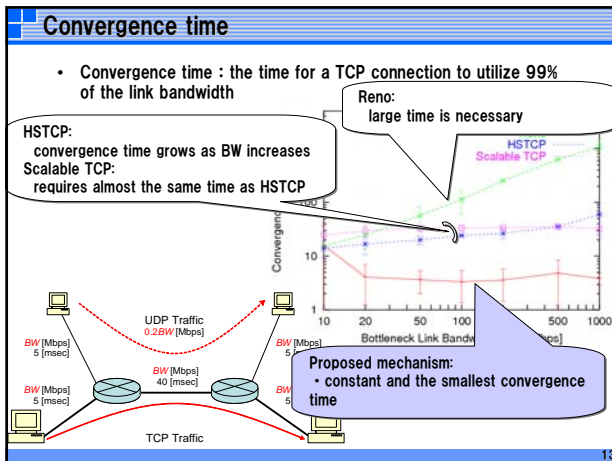 Convergence time
• Convergence time : the time for a TCP connection to utilize 99%
of the link bandwidth
Reno:
large time is necessary
HSTCP:
convergence time grows as BW increases
Scalable TCP:
requires almost the same time as HSTCP
HSTCP
Scalable TCP
Convergence
100
10
1
10
20
50
100
200
500
1000
Bottleneck Link
Proposed mechanism:
・constant and the smallest convergence
time
UDP Traffic
0.2BW [Mbps]
BW [Mbps]
5 [msec]
BW [Mbps]
40 [msec]
BW [Mbps]
5 [msec]
TCP Traffic